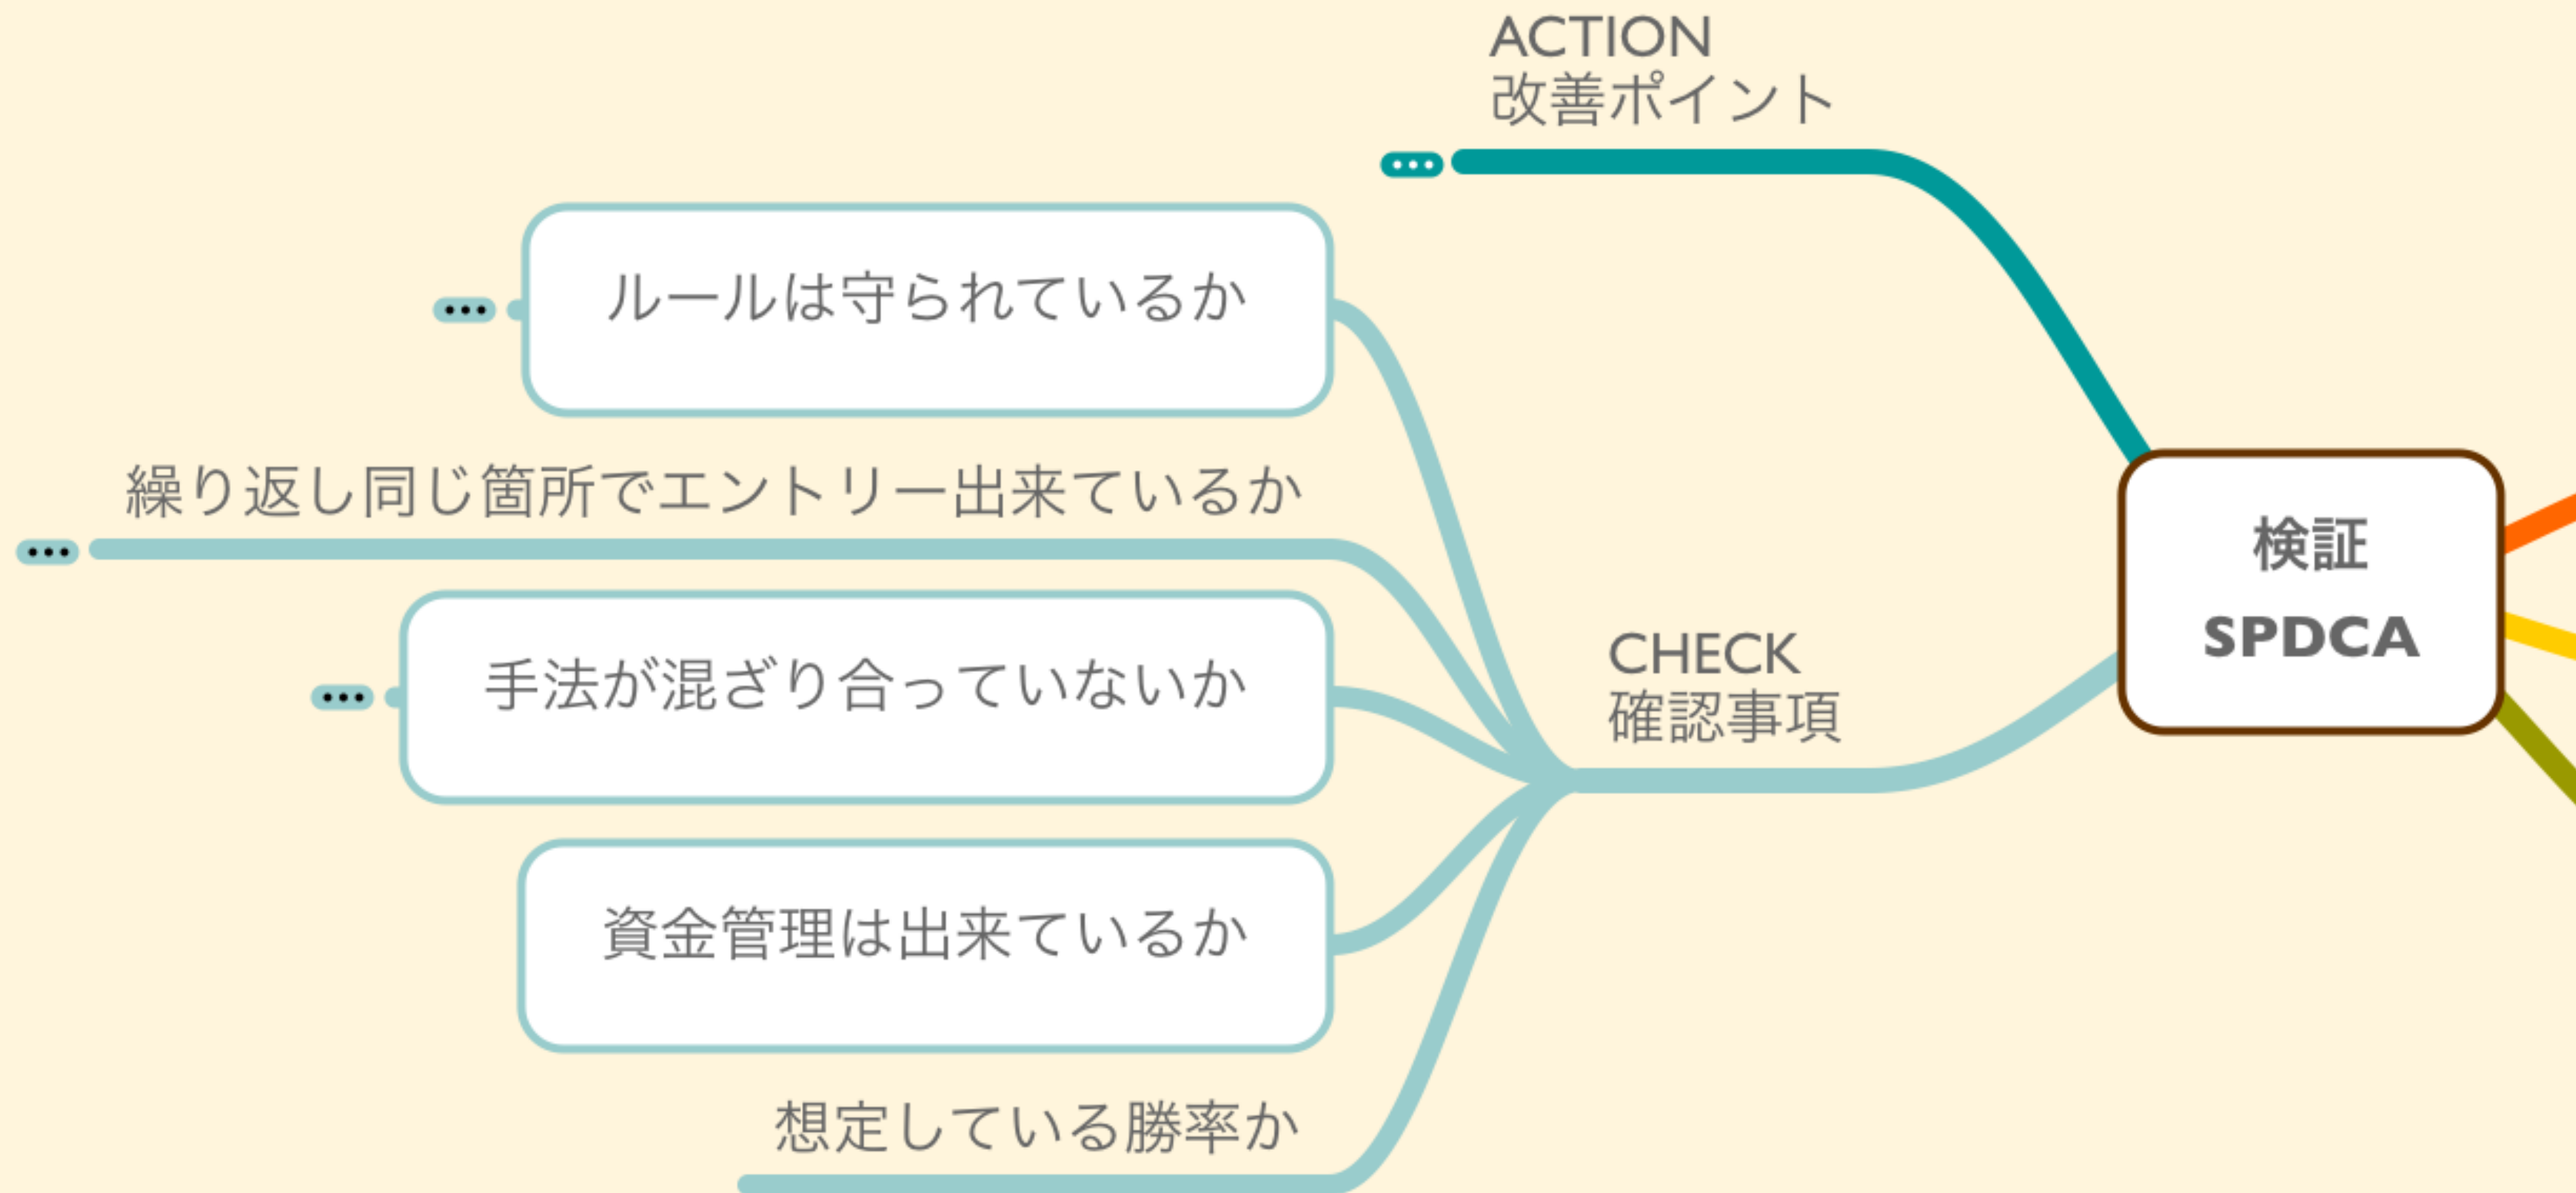 ACTION
改善ポイント
ルールは守られているか
繰り返し同じ箇所でエントリー出来ているか
手法が混ざり合っていないか
資金管理は出来ているか
想定している勝率か
CHECK
確認事項
検証
SPDCA